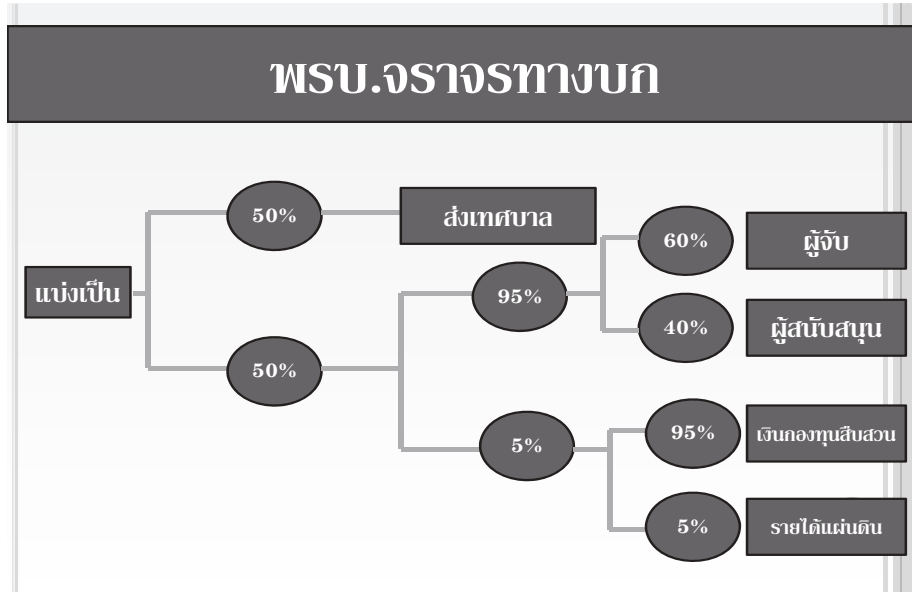 พรบ.จราจรทางบก
แบ่งเป็น
50%
ส่งเทศบาล
50%
95%
60%
ผู้จับ
40%
ผู้สนับสนุน
5%
95%
เงินกองทุนสืบสวน
5%
รายได้แผ่นดิน